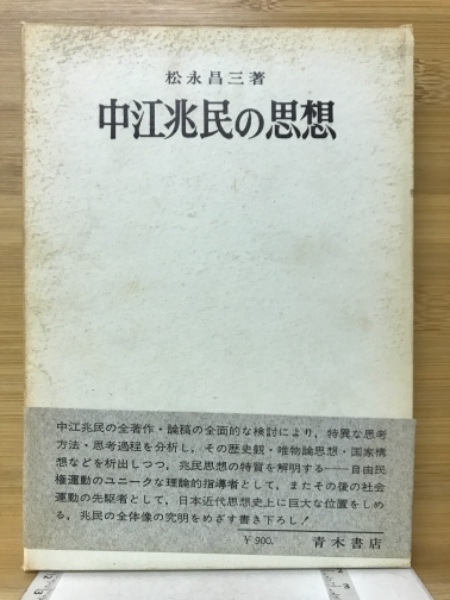 松永昌三著
中江兆民の思想
中江兆民の全著作・論稿の全面的な検討により，特異な思考
方法・思考過程を分析し，その歴史観・唯物論思想・国家構
想などを析出しつつ，兆民思想の特質を解明する──自由民
権運動のユニークな理論的指導者として，またその後の社会
運動の先駆者として，日本近代思想史上に巨大な位置をしめ
る，兆民の全体像の究明をめざす書き下ろし！
￥900. 青木書店